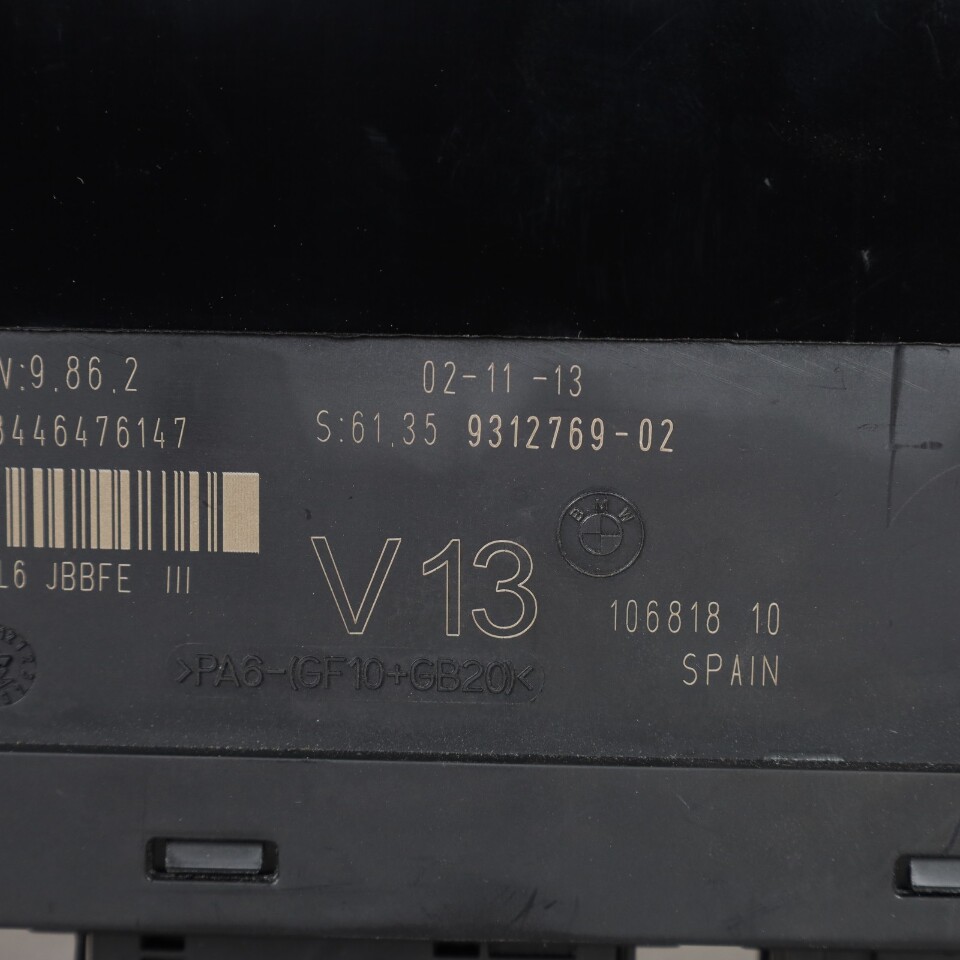 V:9.86.2
02-11-13
3446476147
S:61.35 9312769-02
L6 JBBFE III
BMW
V13
106818 10
>PA6-(GF10+GB20)<
SPAIN